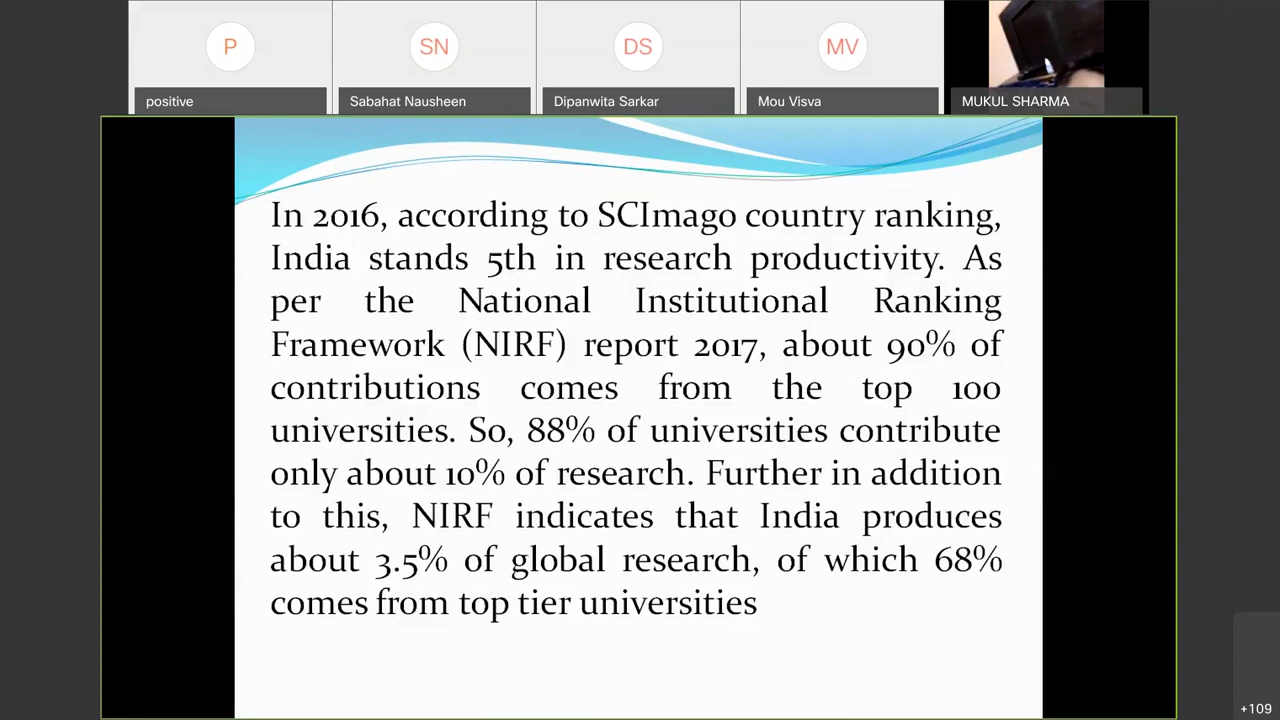 P
SN
DS
MV
positive
Sabahat Nausheen
Dipanwita Sarkar
Mou Visva
MUKUL SHARMA
In 2016, according to SCImago country ranking,
India stands 5th in research productivity. As
per the National Institutional Ranking
Framework (NIRF) report 2017, about 90% of
contributions comes from the top 100
universities. So, 88% of universities contribute
only about 10% of research. Further in addition
to this, NIRF indicates that India produces
about 3.5% of global research, of which 68%
comes from top tier universities
+109